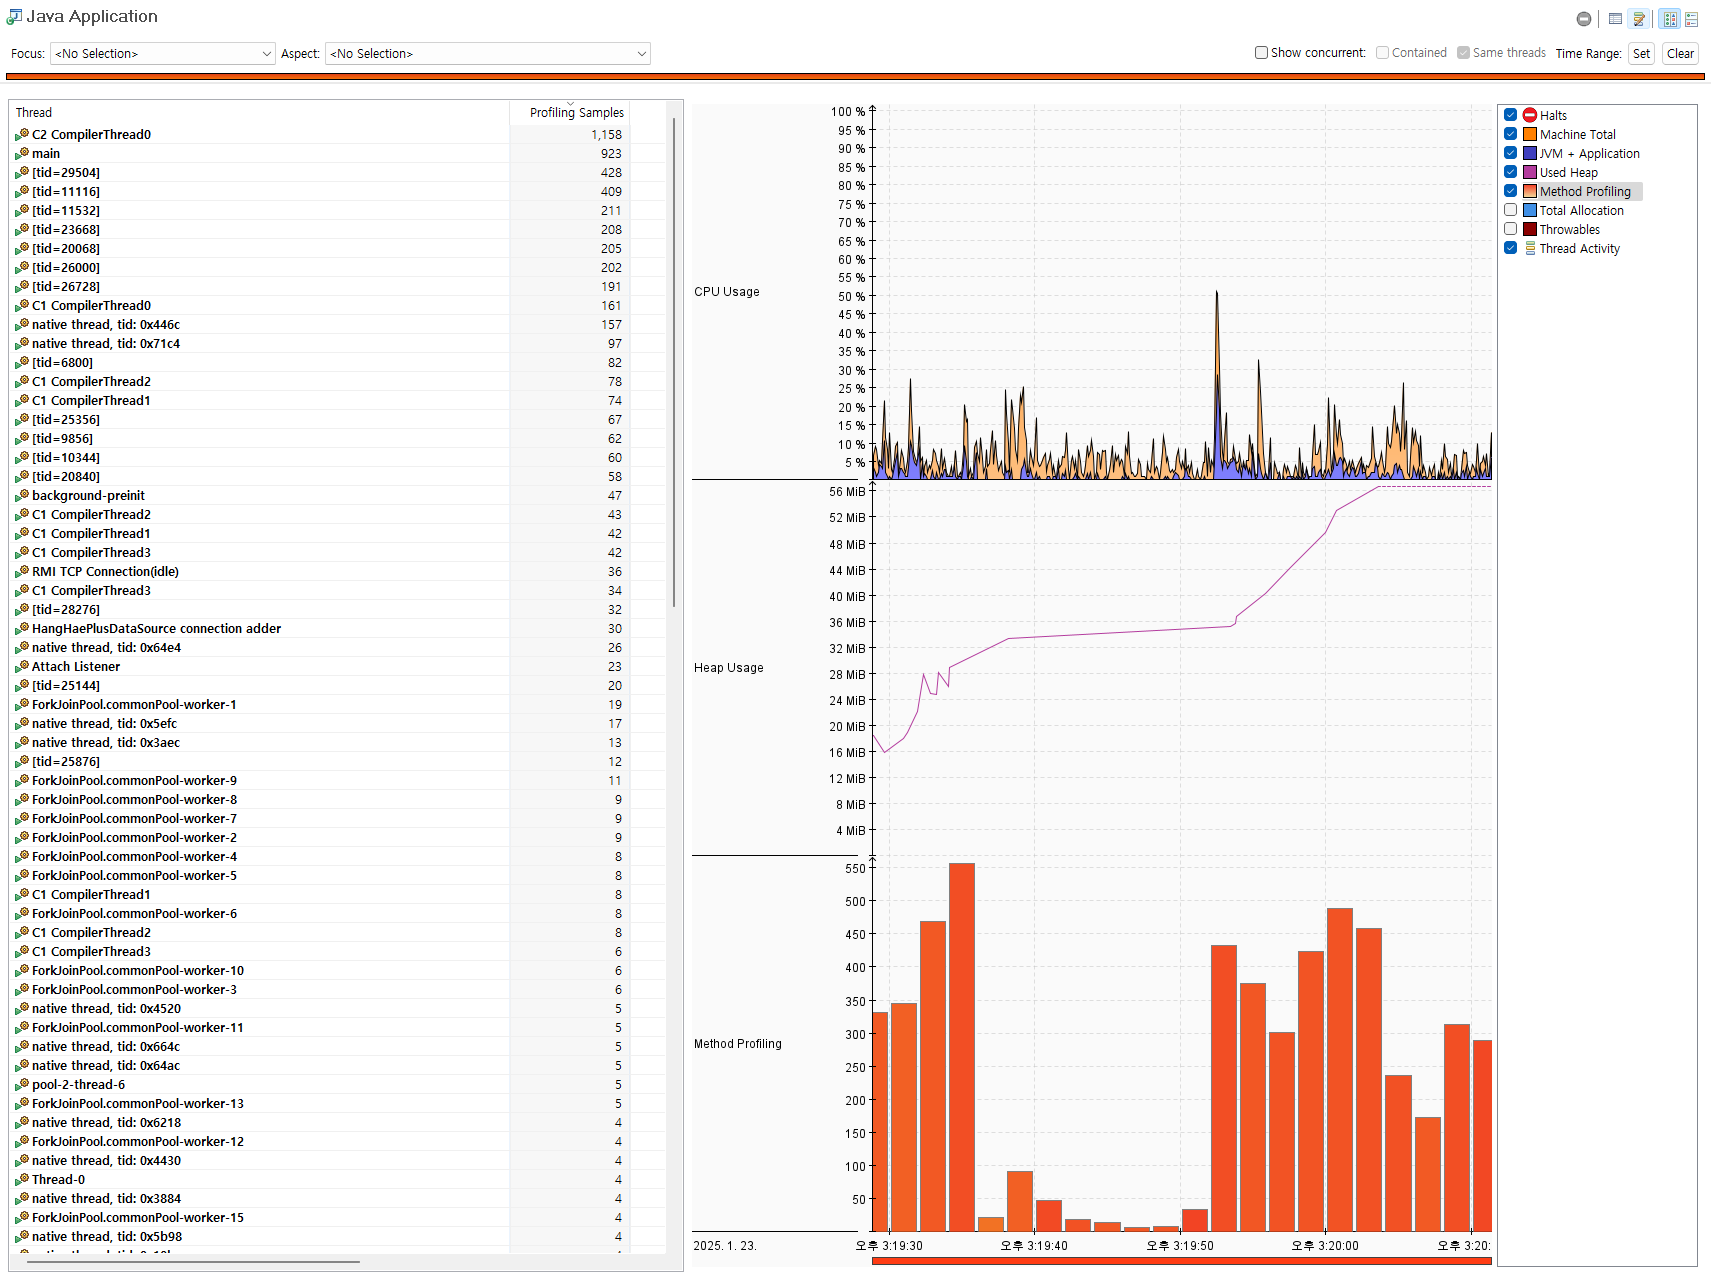 Java Application
Focus: <No Selection> Aspect: <No Selection> Show concurrent: Contained Same threads Time Range: Set Clear
Thread Profiling Samples
C2 CompilerThread0 1,158
main 923
[tid=29504] 428
[tid=11116] 409
[tid=11532] 211
[tid=23668] 208
[tid=20068] 205
[tid=26000] 202
[tid=26728] 191
C1 CompilerThread0 161
native thread, tid: 0x446c 157
native thread, tid: 0x71c4 97
[tid=6800] 82
C1 CompilerThread2 78
C1 CompilerThread1 74
[tid=25356] 67
[tid=9856] 62
[tid=10344] 60
[tid=20840] 58
background-preinit 47
C2 CompilerThread2 43
C2 CompilerThread1 42
C1 CompilerThread3 42
RMI TCP Connection(idle) 36
C1 CompilerThread3 34
[tid=28276] 32
HangHaePlusDataSource connection adder 30
native thread, tid: 0x64e4 26
Attach Listener 23
[tid=25144] 20
ForkJoinPool.commonPool-worker-1 19
native thread, tid: 0x5efc 17
native thread, tid: 0x3aec 13
[tid=25876] 12
ForkJoinPool.commonPool-worker-9 11
ForkJoinPool.commonPool-worker-8 9
ForkJoinPool.commonPool-worker-7 9
ForkJoinPool.commonPool-worker-2 9
ForkJoinPool.commonPool-worker-4 8
ForkJoinPool.commonPool-worker-5 8
C1 CompilerThread1 8
ForkJoinPool.commonPool-worker-6 8
C1 CompilerThread2 8
C1 CompilerThread3 6
ForkJoinPool.commonPool-worker-10 6
ForkJoinPool.commonPool-worker-3 6
native thread, tid: 0x4520 5
ForkJoinPool.commonPool-worker-11 5
native thread, tid: 0x664c 5
native thread, tid: 0x64ac 5
pool-2-thread-6 5
ForkJoinPool.commonPool-worker-13 5
native thread, tid: 0x6218 4
ForkJoinPool.commonPool-worker-12 4
native thread, tid: 0x4430 4
Thread-0 4
native thread, tid: 0x3884 4
ForkJoinPool.commonPool-worker-15 4
native thread, tid: 0x5b98 4
CPU Usage
100 %
95 %
90 %
85 %
80 %
75 %
70 %
65 %
60 %
55 %
50 %
45 %
40 %
35 %
30 %
25 %
20 %
15 %
10 %
5 %
Heap Usage
56 MiB
52 MiB
48 MiB
44 MiB
40 MiB
36 MiB
32 MiB
28 MiB
24 MiB
20 MiB
16 MiB
12 MiB
8 MiB
4 MiB
Method Profiling
550
500
450
400
350
300
250
200
150
100
50
2025. 1. 23. 오후 3:19:30 오후 3:19:40 오후 3:19:50 오후 3:20:00 오후 3:20:
Halts
Machine Total
JVM + Application
Used Heap
Method Profiling
Total Allocation
Throwables
Thread Activity